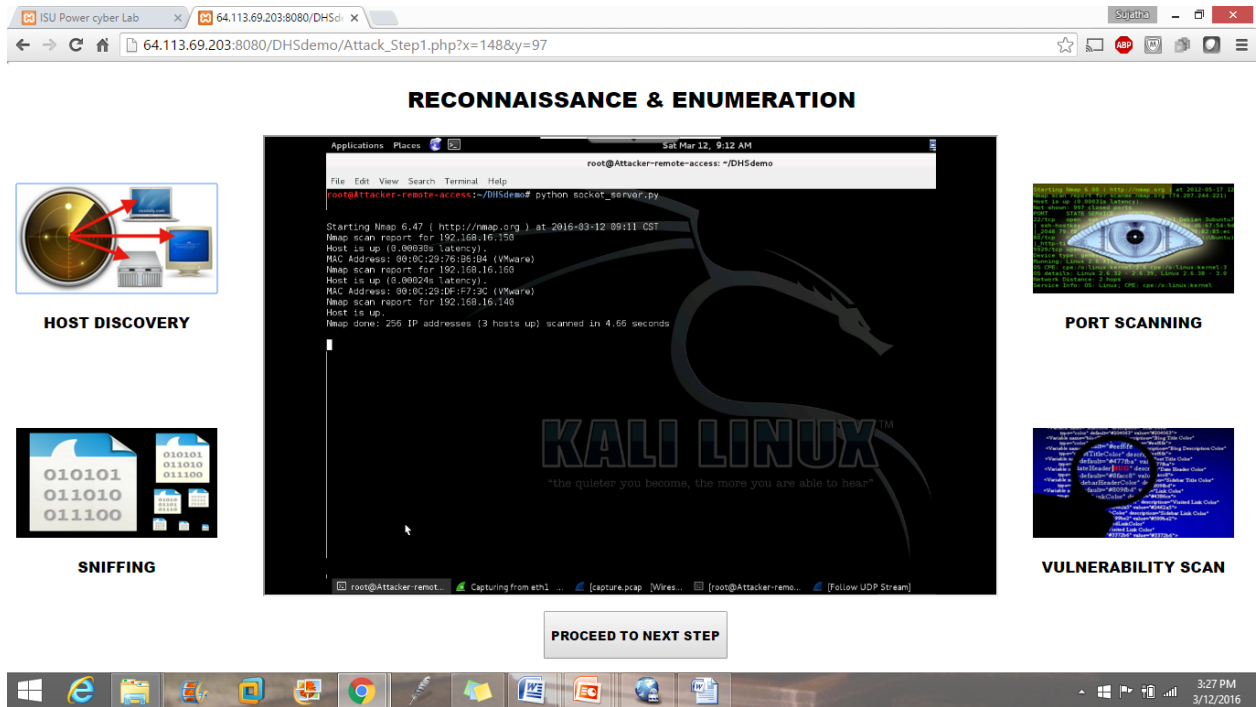 ISU Power cyber Lab
64.113.69.203:8080/DHSde
Sujatha
64.113.69.203:8080/DHSdemo/Attack_Step1.php?x=148&y=97
ABP
RECONNAISSANCE & ENUMERATION
Applications Places
Sat Mar 12, 9:12 AM
root@Attacker-remote-access: ~/DHSdemo
File Edit View Search Terminal Help
root@Attacker-remote-access:~/DHSdemo# python socket_server.py
Starting Nmap 6.47 ( http://nmap.org ) at 2016-03-12 09:11 CST
Nmap scan report for 192.168.16.150
Host is up (0.00030s latency).
MAC Address: 00:0C:29:76:B6:B4 (VMware)
Nmap scan report for 192.168.16.160
Host is up (0.00024s latency).
MAC Address: 00:0C:29:DF:F7:3C (VMware)
Nmap scan report for 192.168.16.140
Host is up.
Nmap done: 256 IP addresses (3 hosts up) scanned in 4.66 seconds
KALI LINUX
TM
"the quieter you become, the more you are able to hear"
root@Attacker-remot...
Capturing from eth1 ...
[capture.pcap [Wires...
[root@Attacker-remo...
[Follow UDP Stream]
HOST DISCOVERY
PORT SCANNING
010101
011010
011100
010101
011010
011100
SNIFFING
VULNERABILITY SCAN
PROCEED TO NEXT STEP
3:27 PM
3/12/2016